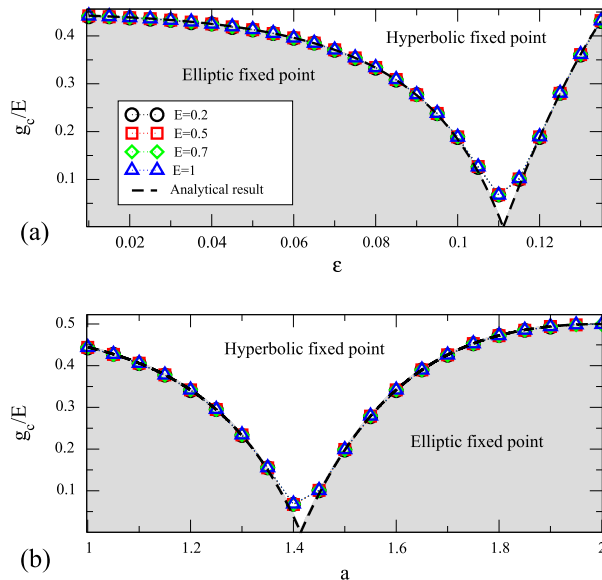 0.4
0.3
0.2
0.1
g_c/E
Hyperbolic fixed point
Elliptic fixed point
E=0.2
E=0.5
E=0.7
E=1
Analytical result
(a)
0.02 0.04 0.06 0.08 0.1 0.12
ε
0.5
0.4
0.3
0.2
0.1
g_c/E
Hyperbolic fixed point
Elliptic fixed point
(b)
1 1.2 1.4 1.6 1.8 2
a